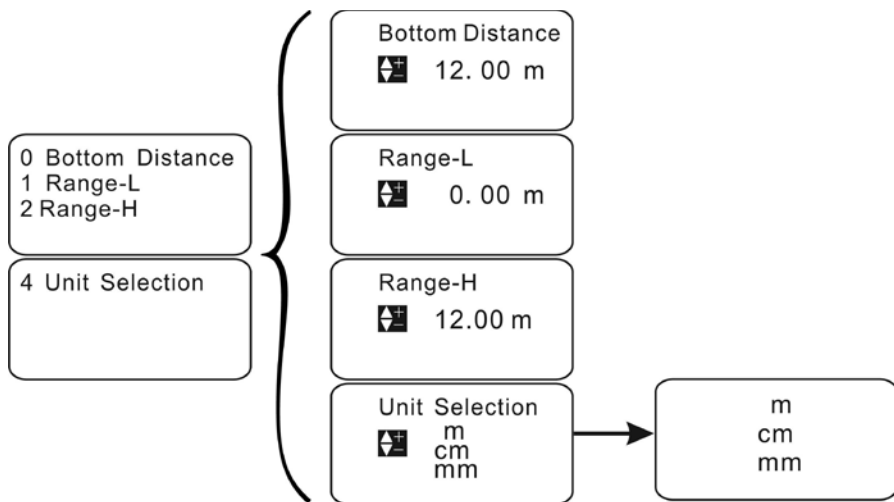 0 Bottom Distance
1 Range-L
2 Range-H
4 Unit Selection
Bottom Distance
12.00 m
Range-L
0.00 m
Range-H
12.00 m
Unit Selection
m
cm
mm
m
cm
mm